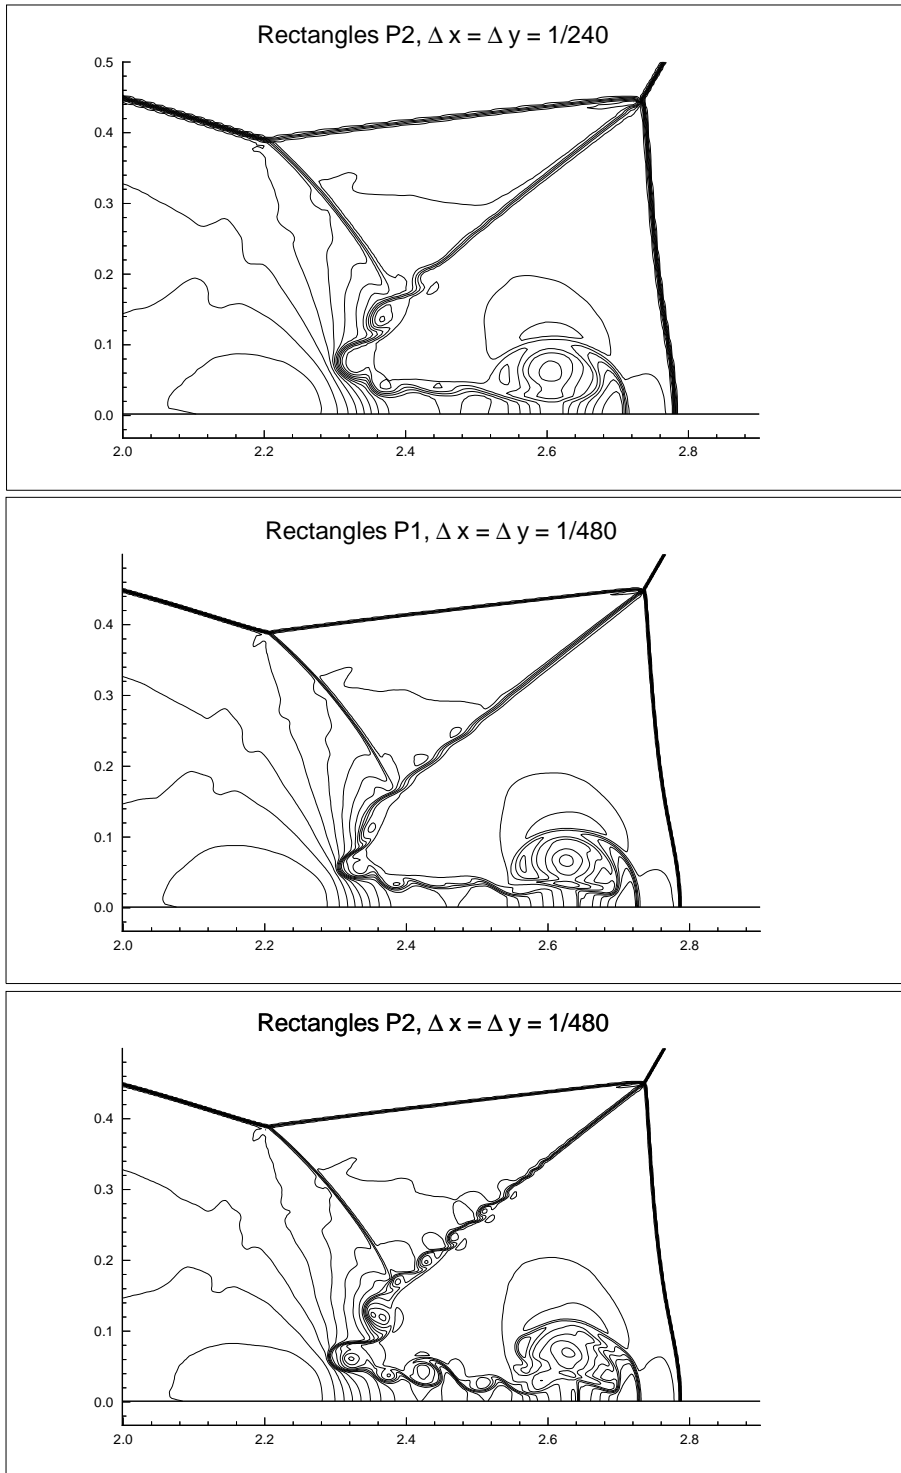 Rectangles P2, Δ x = Δ y = 1/240
0.5
0.4
0.3
0.2
0.1
0.0
2.0 2.2 2.4 2.6 2.8
Rectangles P1, Δ x = Δ y = 1/480
0.4
0.3
0.2
0.1
0.0
2.0 2.2 2.4 2.6 2.8
Rectangles P2, Δ x = Δ y = 1/480
0.4
0.3
0.2
0.1
0.0
2.0 2.2 2.4 2.6 2.8